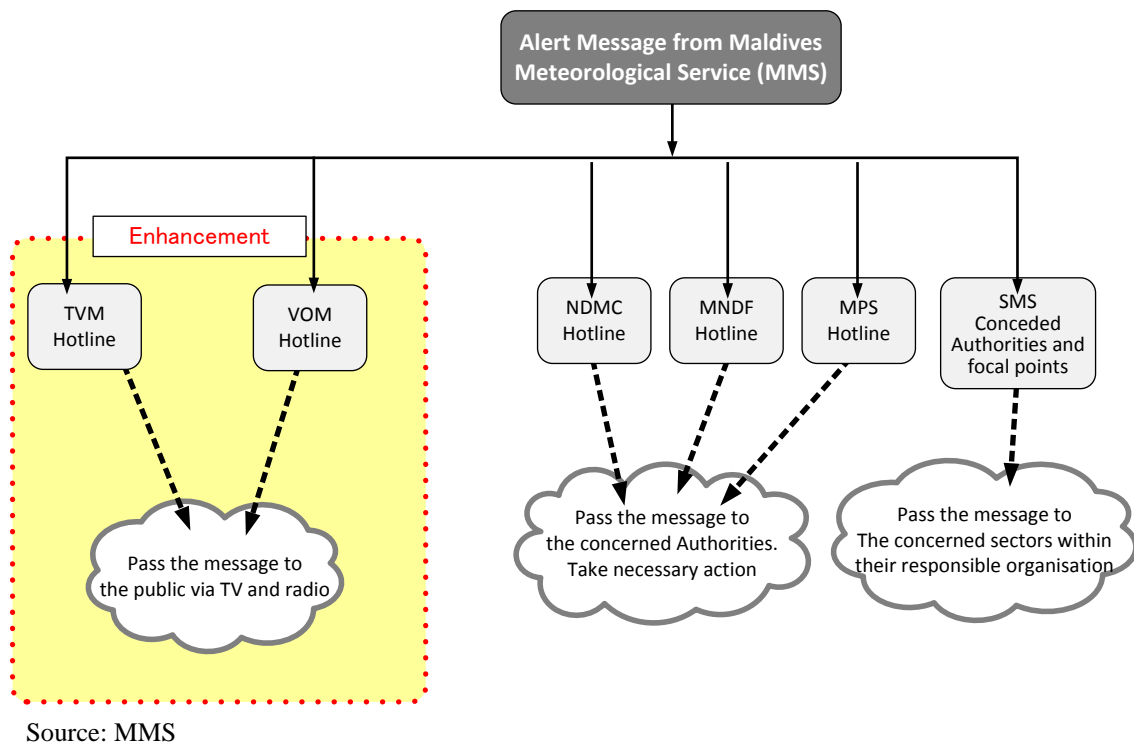 Alert Message from Maldives
Meteorological Service (MMS)
Enhancement
TVM
Hotline
VOM
Hotline
NDMC
Hotline
MNDF
Hotline
MPS
Hotline
SMS
Conceded
Authorities and
focal points
Pass the message to
the public via TV and radio
Pass the message to
the concerned Authorities.
Take necessary action
Pass the message to
The concerned sectors within
their responsible organisation
Source: MMS